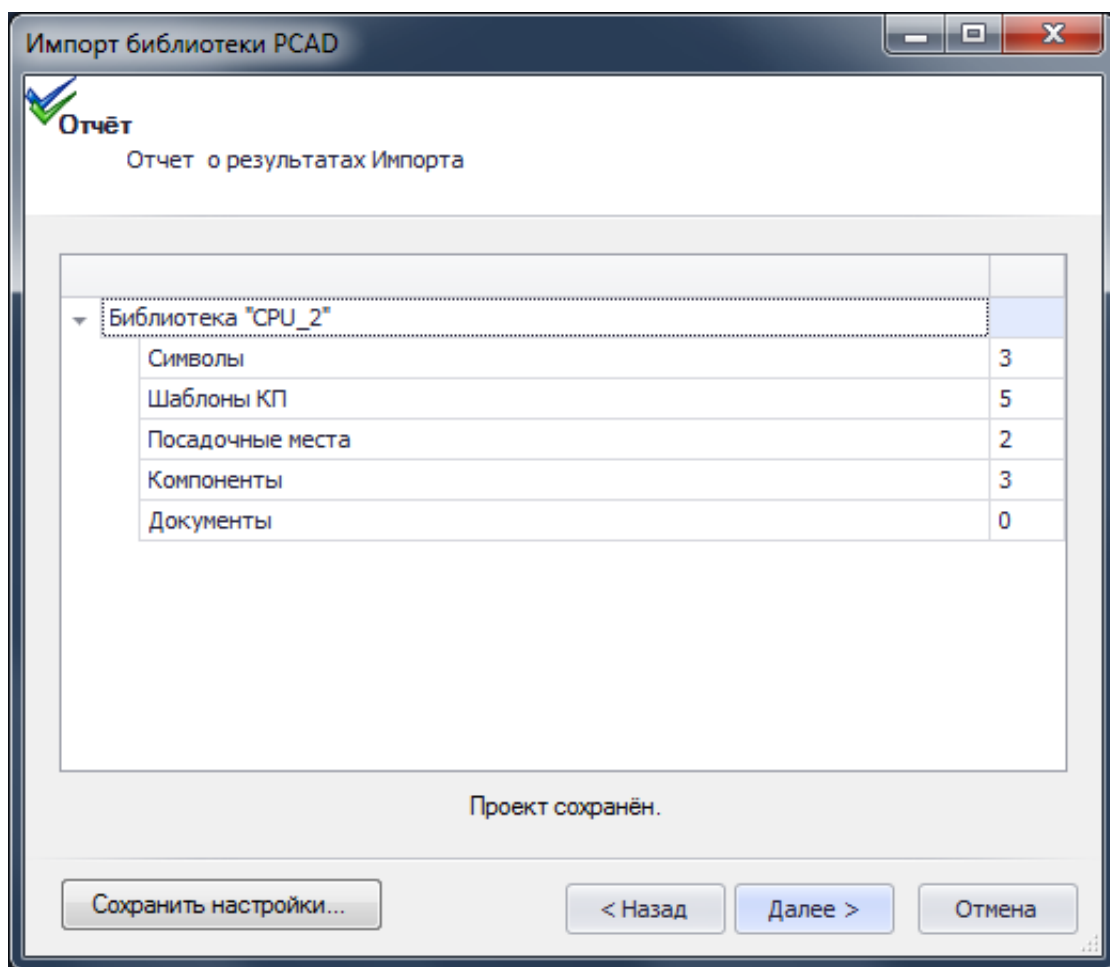 Импорт библиотеки PCAD
Отчёт
Отчет о результатах Импорта
Библиотека "CPU_2"
Символы 3
Шаблоны КП 5
Посадочные места 2
Компоненты 3
Документы 0
Проект сохранён.
Сохранить настройки... < Назад Далее > Отмена